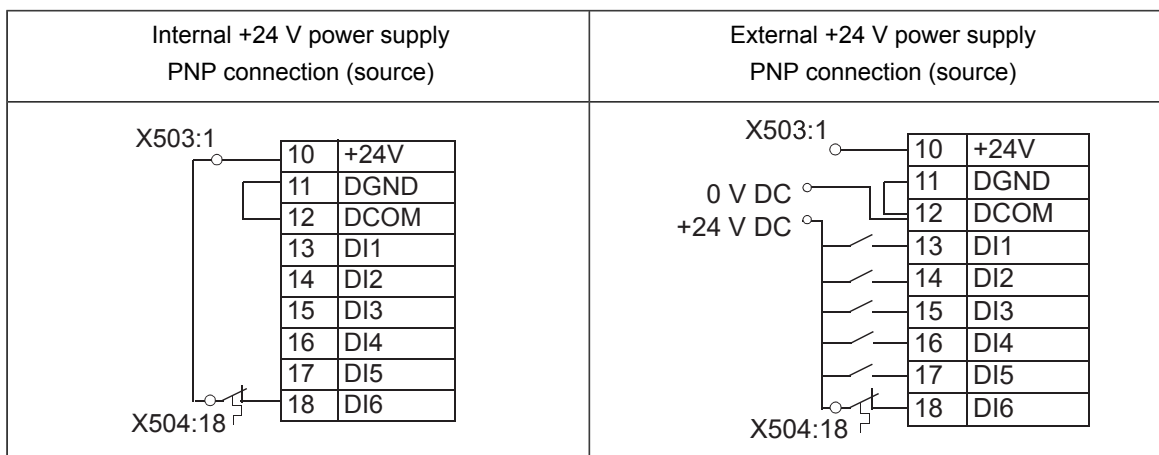 Internal +24 V power supply
PNP connection (source)
External +24 V power supply
PNP connection (source)
X503:1
10 +24V
11 DGND
12 DCOM
13 DI1
14 DI2
15 DI3
16 DI4
17 DI5
18 DI6
X504:18
X503:1
0 V DC
+24 V DC
10 +24V
11 DGND
12 DCOM
13 DI1
14 DI2
15 DI3
16 DI4
17 DI5
18 DI6
X504:18